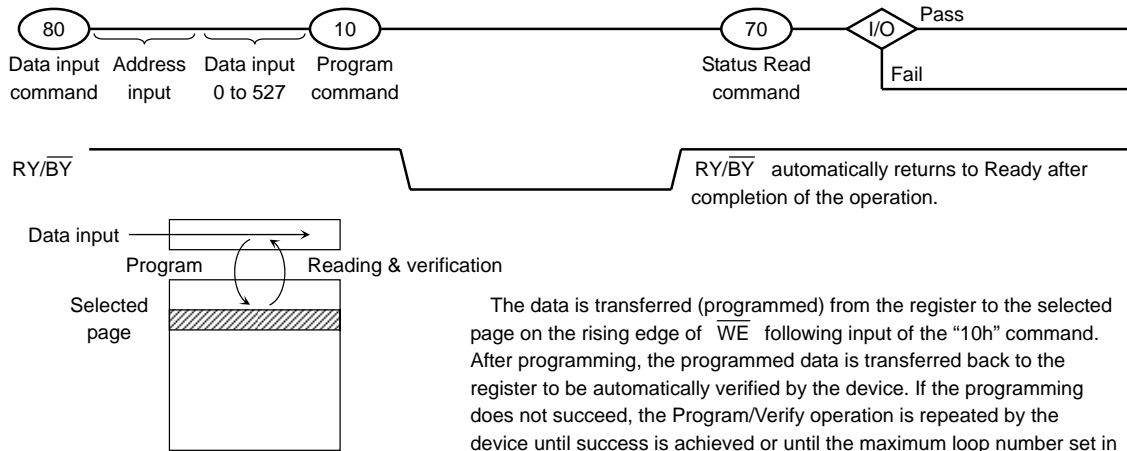 80
10
70
I/O
Pass
Data input
command
Address
input
Data input
0 to 527
Program
command
Status Read
command
Fail
RY/BY
RY/BY automatically returns to Ready after
completion of the operation.
Data input
Program
Reading & verification
Selected
page
The data is transferred (programmed) from the register to the selected
page on the rising edge of WE following input of the “10h” command.
After programming, the programmed data is transferred back to the
register to be automatically verified by the device. If the programming
does not succeed, the Program/Verify operation is repeated by the
device until success is achieved or until the maximum loop number set in